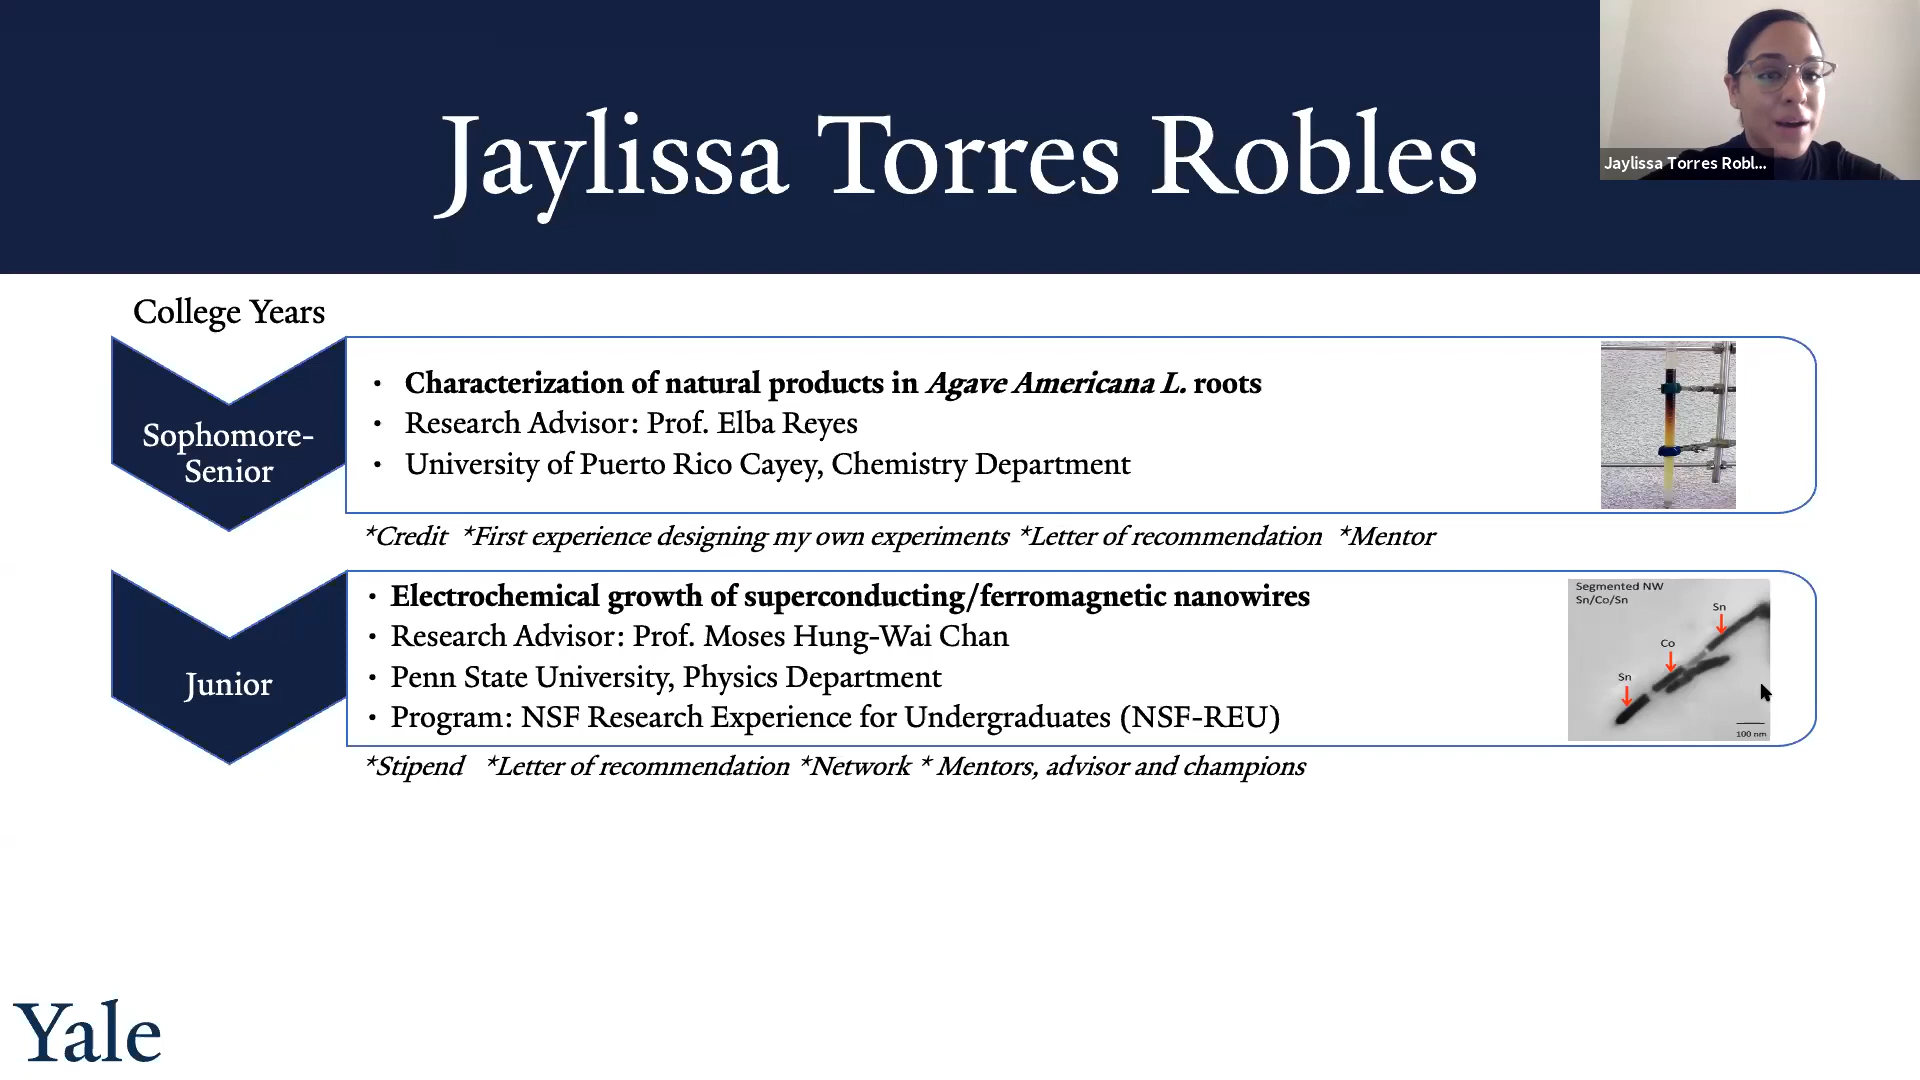 Jaylissa Torres Robles
Jaylissa Torres Robl...
College Years
Sophomore-
Senior
• Characterization of natural products in Agave Americana L. roots
• Research Advisor: Prof. Elba Reyes
• University of Puerto Rico Cayey, Chemistry Department
*Credit *First experience designing my own experiments *Letter of recommendation *Mentor
Junior
• Electrochemical growth of superconducting/ferromagnetic nanowires
• Research Advisor: Prof. Moses Hung-Wai Chan
• Penn State University, Physics Department
• Program: NSF Research Experience for Undergraduates (NSF-REU)
Segmented NW
Sn/Co/Sn
Sn
Co
Sn
100 nm
*Stipend *Letter of recommendation *Network * Mentors, advisor and champions
Yale